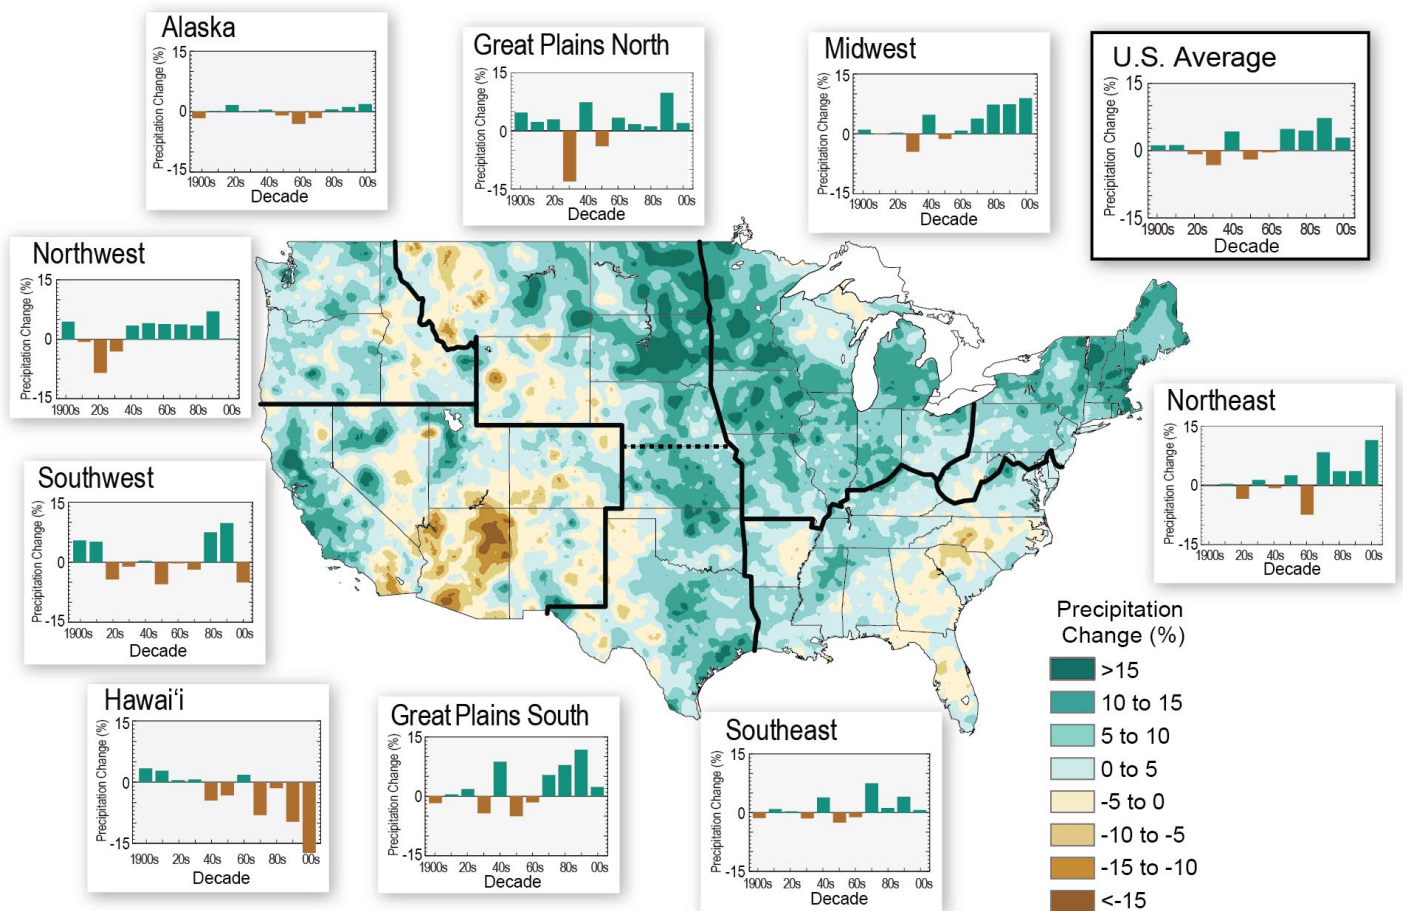 Alaska
Precipitation Change (%)
15
0
-15
1900s 20s 40s 60s 80s 00s
Decade
Great Plains North
Precipitation Change (%)
15
0
-15
1900s 20s 40s 60s 80s 00s
Decade
Midwest
Precipitation Change (%)
15
0
-15
1900s 20s 40s 60s 80s 00s
Decade
U.S. Average
Precipitation Change (%)
15
0
-15
1900s 20s 40s 60s 80s 00s
Decade
Northwest
Precipitation Change (%)
15
0
-15
1900s 20s 40s 60s 80s 00s
Decade
Northeast
Precipitation Change (%)
15
0
-15
1900s 20s 40s 60s 80s 00s
Decade
Southwest
Precipitation Change (%)
15
0
-15
1900s 20s 40s 60s 80s 00s
Decade
Hawai‘i
Precipitation Change (%)
15
0
-15
1900s 20s 40s 60s 80s 00s
Decade
Great Plains South
Precipitation Change (%)
15
0
-15
1900s 20s 40s 60s 80s 00s
Decade
Southeast
Precipitation Change (%)
15
0
-15
1900s 20s 40s 60s 80s 00s
Decade
Precipitation
Change (%)
>15
10 to 15
5 to 10
0 to 5
-5 to 0
-10 to -5
-15 to -10
<-15